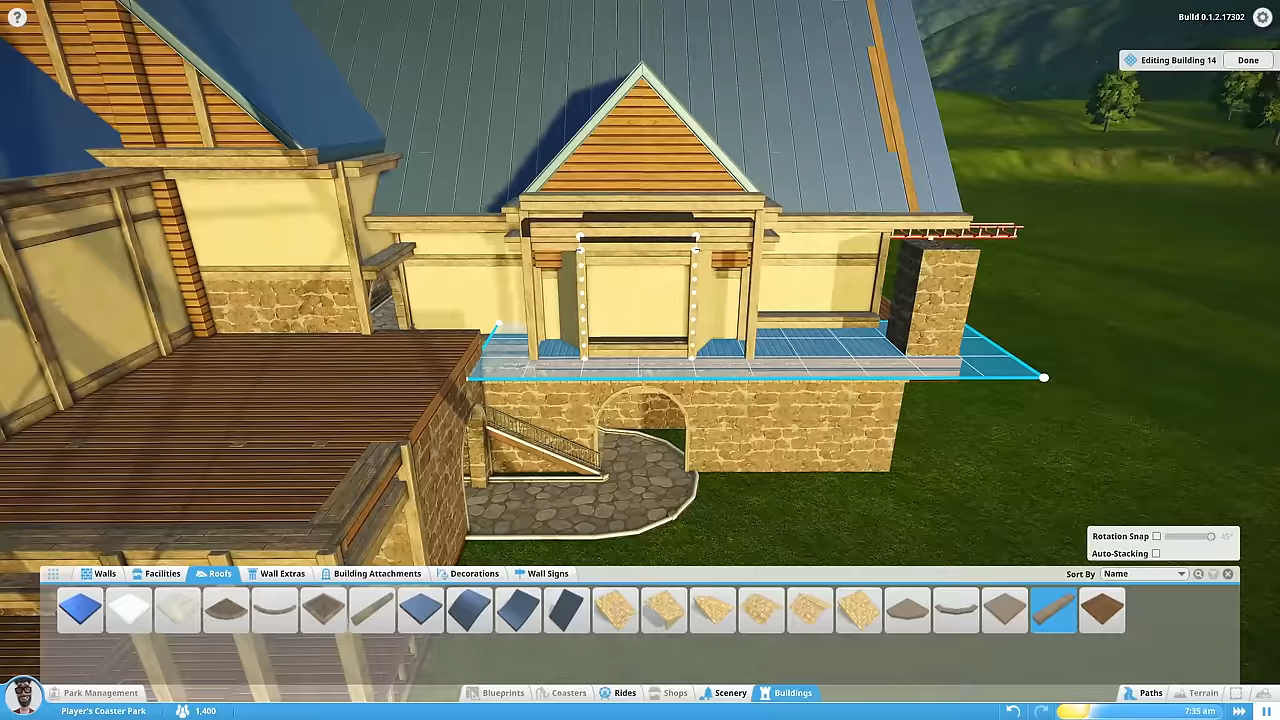 ?
Build 0.1.2.17302
Editing Building 14 Done
Rotation Snap 45°
Auto-Stacking
Walls Facilities Roofs Wall Extras Building Attachments Decorations Wall Signs
Sort By Name
Park Management Blueprints Coasters Rides Shops Scenery Buildings Paths Terrain
Player's Coaster Park 1,400 7:35 am